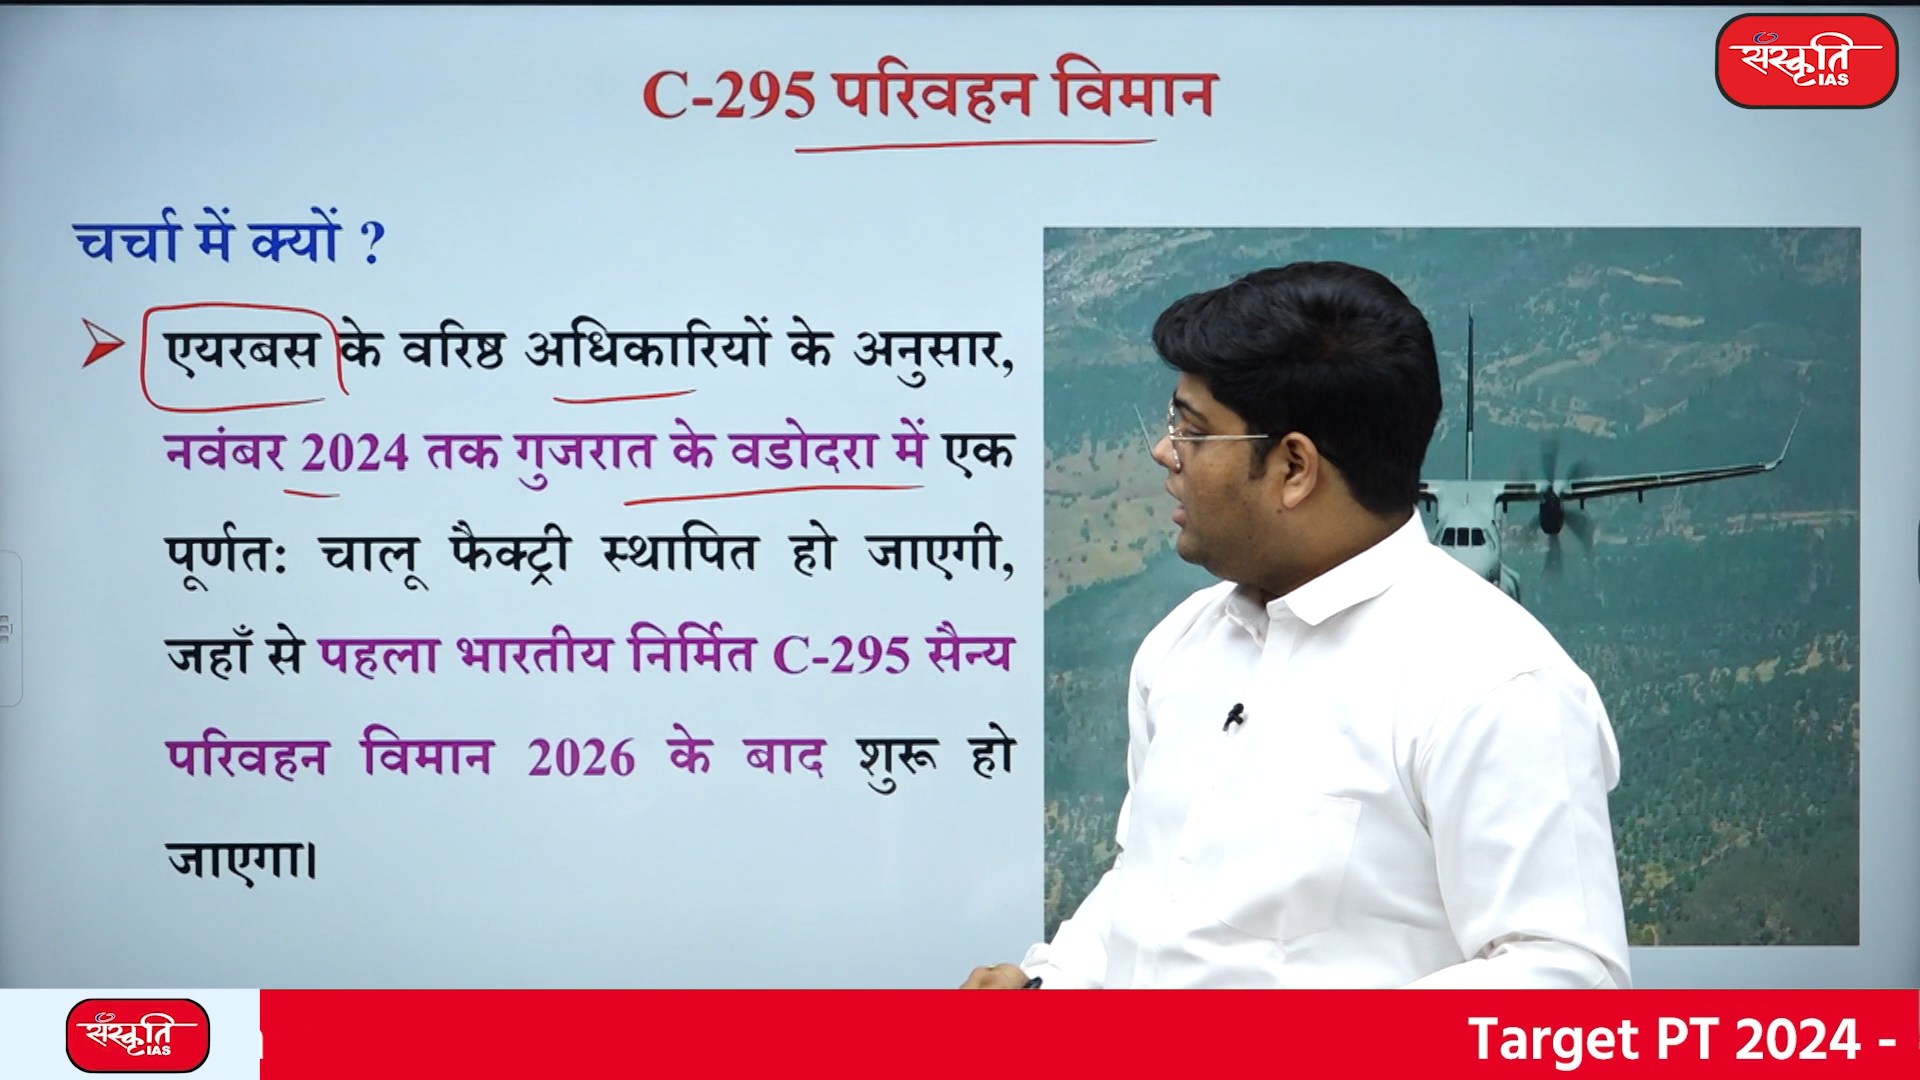 C-295 परिवहन विमान
संस्कृति
IAS
चर्चा में क्यों ?
एयरबस के वरिष्ठ अधिकारियों के अनुसार,
नवंबर 2024 तक गुजरात के वडोदरा में एक
पूर्णत: चालू फैक्ट्री स्थापित हो जाएगी,
जहाँ से पहला भारतीय निर्मित C-295 सैन्य
परिवहन विमान 2026 के बाद शुरू हो
जाएगा।
संस्कृति
IAS
Target PT 2024 -